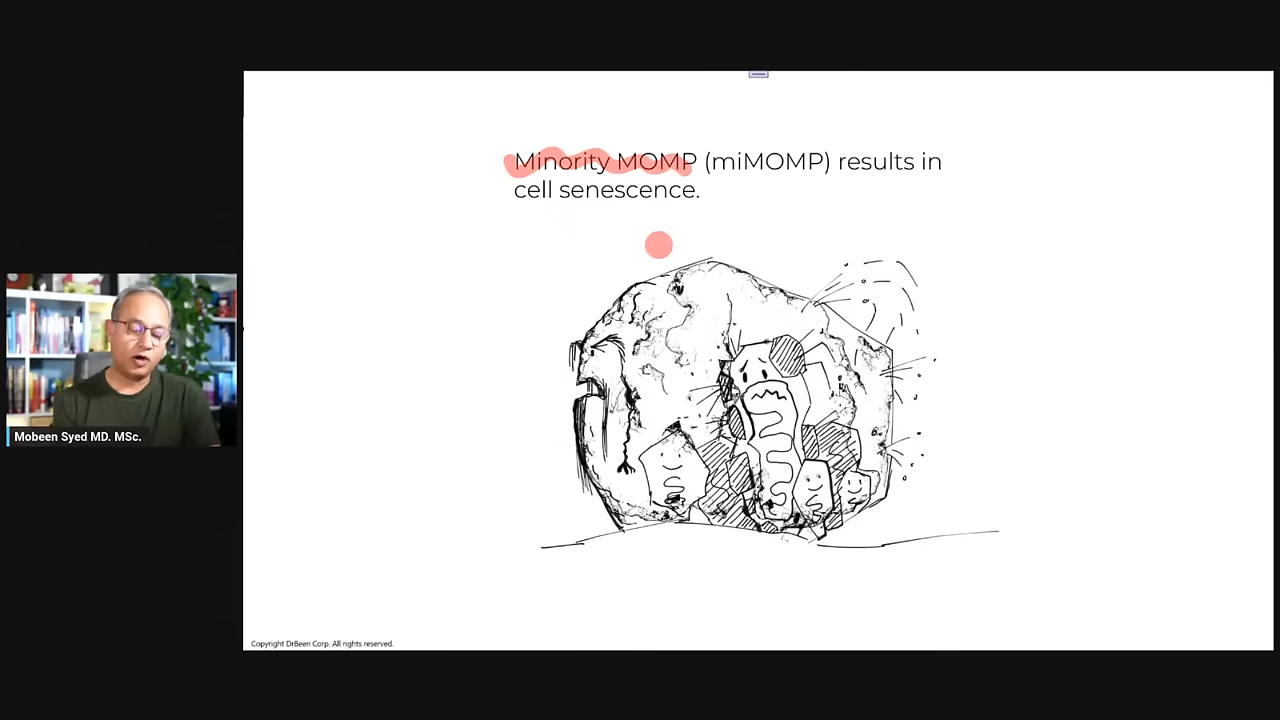 Minority MOMP (miMOMP) results in
cell senescence.
Mobeen Syed MD. MSc.
Copyright DrBeen Corp. All rights reserved.